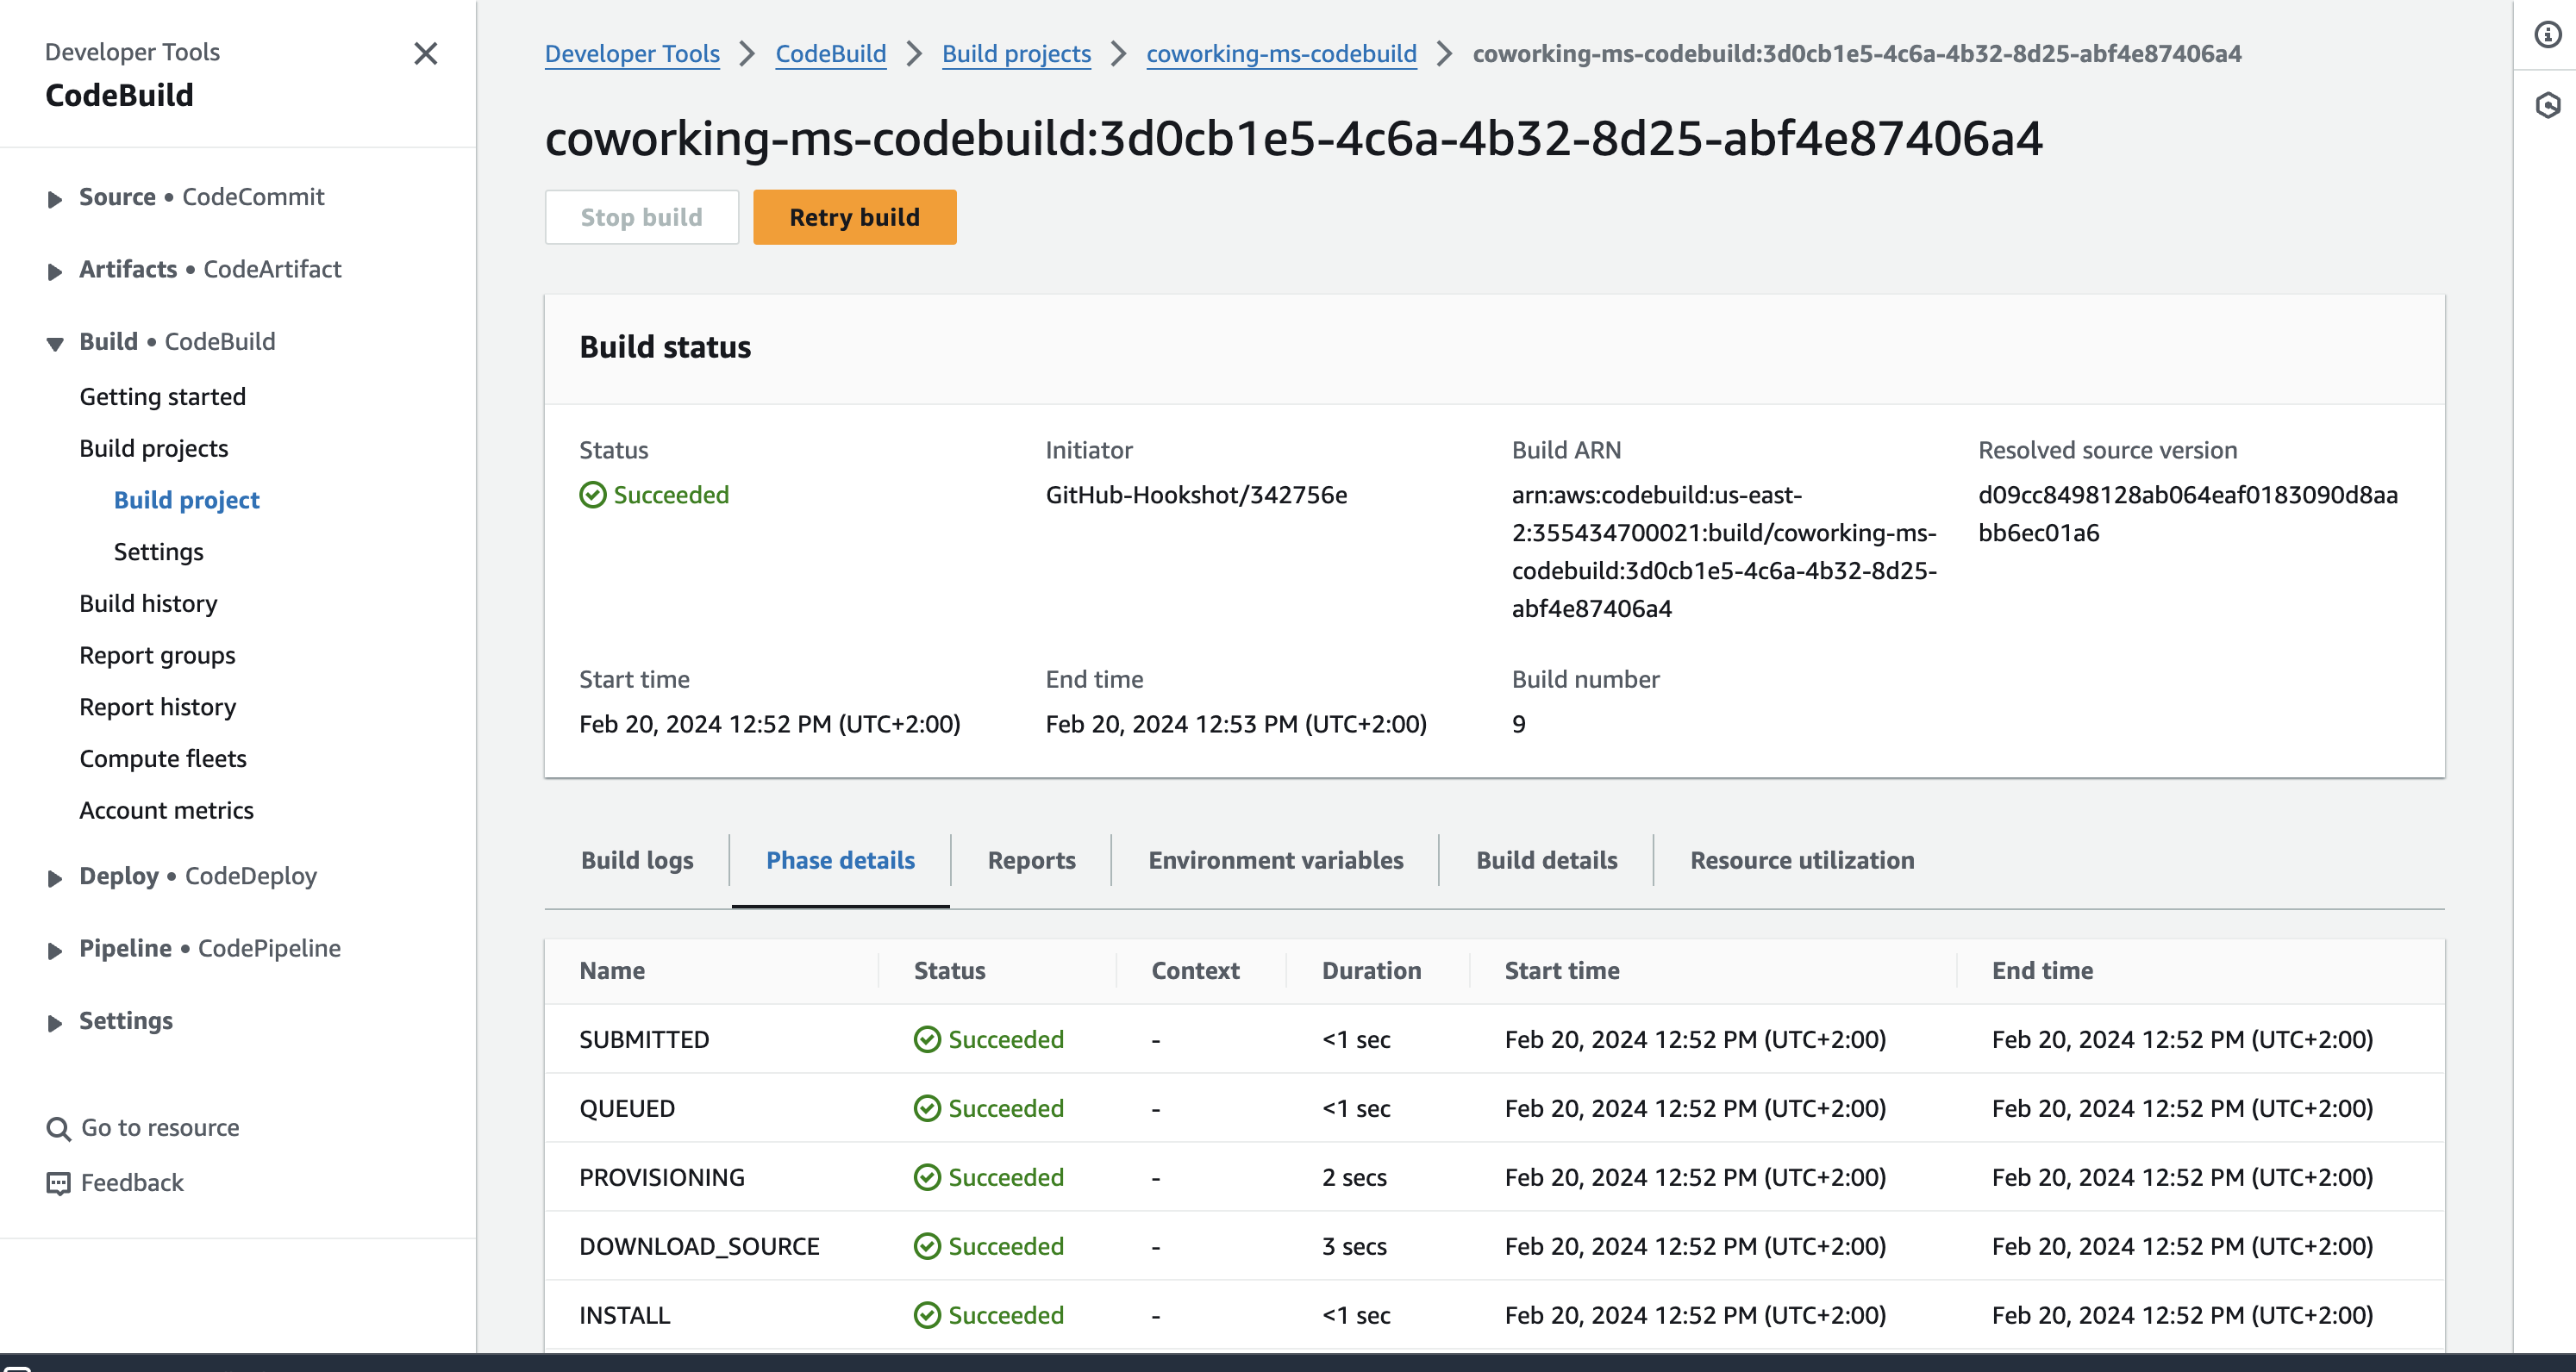 Developer Tools
CodeBuild
Source • CodeCommit
Artifacts • CodeArtifact
Build • CodeBuild
Getting started
Build projects
Build project
Settings
Build history
Report groups
Report history
Compute fleets
Account metrics
Deploy • CodeDeploy
Pipeline • CodePipeline
Settings
Go to resource
Feedback
Developer Tools > CodeBuild > Build projects > coworking-ms-codebuild > coworking-ms-codebuild:3d0cb1e5-4c6a-4b32-8d25-abf4e87406a4
coworking-ms-codebuild:3d0cb1e5-4c6a-4b32-8d25-abf4e87406a4
Stop build Retry build
Build status
Status
Succeeded
Initiator
GitHub-Hookshot/342756e
Build ARN
arn:aws:codebuild:us-east-
2:355434700021:build/coworking-ms-
codebuild:3d0cb1e5-4c6a-4b32-8d25-
abf4e87406a4
Resolved source version
d09cc8498128ab064eaf0183090d8aa
bb6ec01a6
Start time
Feb 20, 2024 12:52 PM (UTC+2:00)
End time
Feb 20, 2024 12:53 PM (UTC+2:00)
Build number
9
Build logs Phase details Reports Environment variables Build details Resource utilization
Name Status Context Duration Start time End time
SUBMITTED Succeeded - <1 sec Feb 20, 2024 12:52 PM (UTC+2:00) Feb 20, 2024 12:52 PM (UTC+2:00)
QUEUED Succeeded - <1 sec Feb 20, 2024 12:52 PM (UTC+2:00) Feb 20, 2024 12:52 PM (UTC+2:00)
PROVISIONING Succeeded - 2 secs Feb 20, 2024 12:52 PM (UTC+2:00) Feb 20, 2024 12:52 PM (UTC+2:00)
DOWNLOAD_SOURCE Succeeded - 3 secs Feb 20, 2024 12:52 PM (UTC+2:00) Feb 20, 2024 12:52 PM (UTC+2:00)
INSTALL Succeeded - <1 sec Feb 20, 2024 12:52 PM (UTC+2:00) Feb 20, 2024 12:52 PM (UTC+2:00)